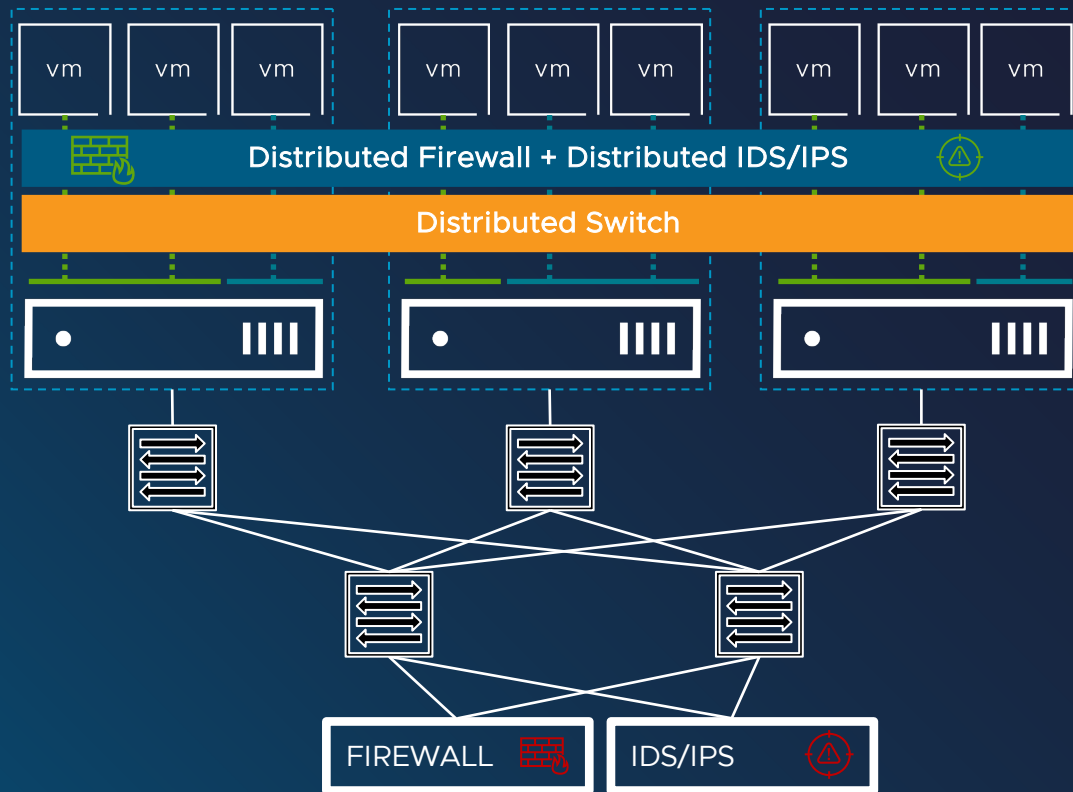 vm
vm
vm
vm
vm
vm
vm
vm
vm
Distributed Firewall + Distributed IDS/IPS
Distributed Switch
FIREWALL
IDS/IPS